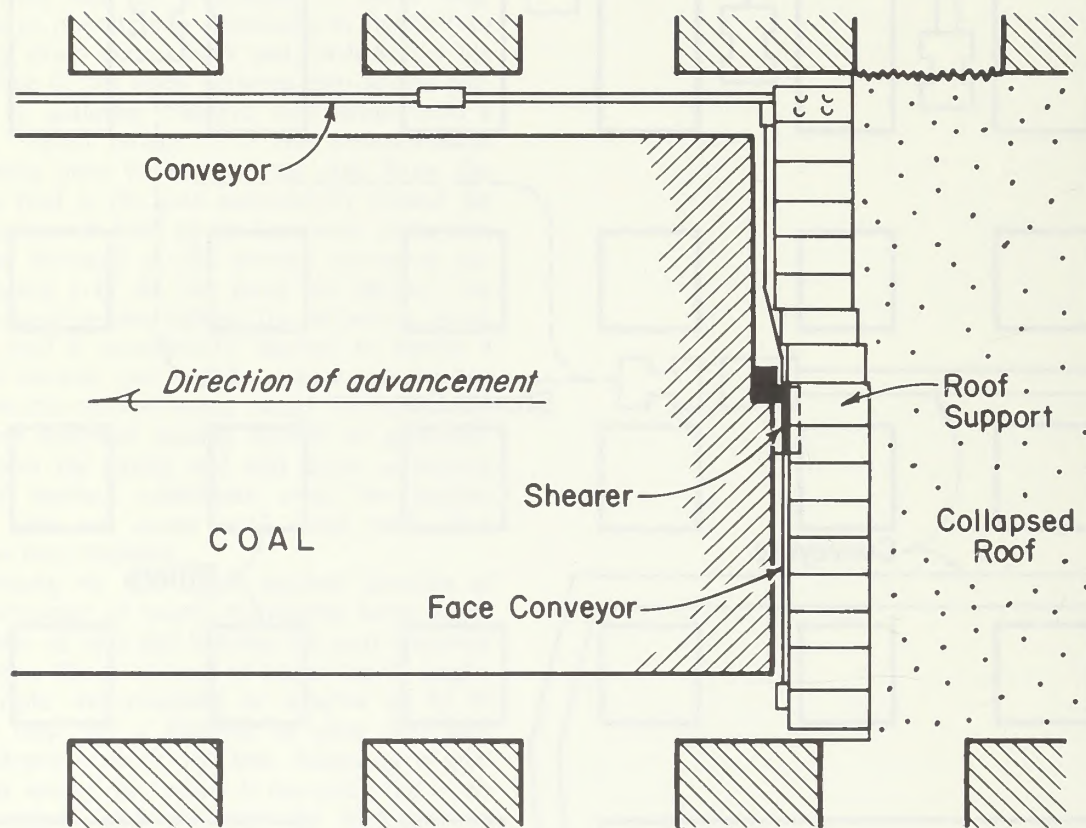 Conveyor
Direction of advancement
Roof
Support
Shearer
COAL
Collapsed
Roof
Face Conveyor